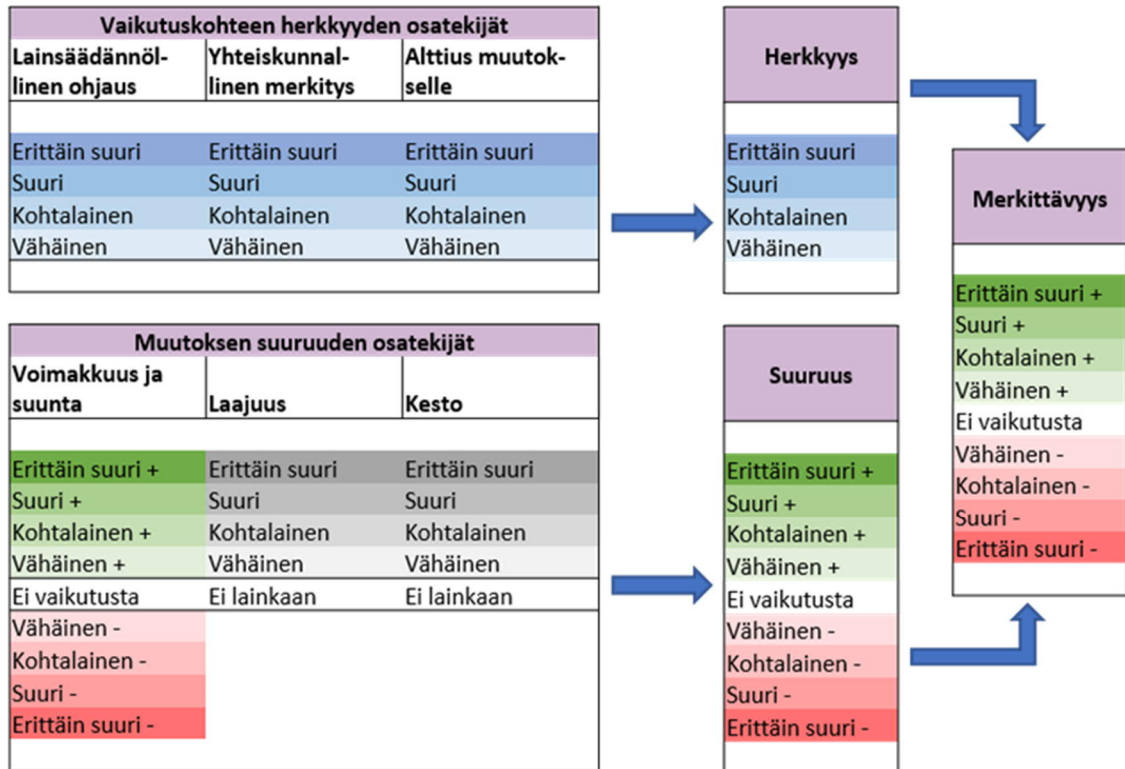 Vaikutuskohteen herkkyyden osatekijät
Lainsäädännöl-
linen ohjaus
Yhteiskunnal-
linen merkitys
Alttius muutok-
selle
Erittäin suuri Erittäin suuri Erittäin suuri
Suuri Suuri Suuri
Kohtalainen Kohtalainen Kohtalainen
Vähäinen Vähäinen Vähäinen
Herkkyys
Erittäin suuri
Suuri
Kohtalainen
Vähäinen
Muutoksen suuruuden osatekijät
Voimakkuus ja
suunta
Laajuus
Kesto
Erittäin suuri + Erittäin suuri Erittäin suuri
Suuri + Suuri Suuri
Kohtalainen + Kohtalainen Kohtalainen
Vähäinen + Vähäinen Vähäinen
Ei vaikutusta Ei lainkaan Ei lainkaan
Vähäinen -
Kohtalainen -
Suuri -
Erittäin suuri -
Suuruus
Erittäin suuri +
Suuri +
Kohtalainen +
Vähäinen +
Ei vaikutusta
Vähäinen -
Kohtalainen -
Suuri -
Erittäin suuri -
Merkittävyys
Erittäin suuri +
Suuri +
Kohtalainen +
Vähäinen +
Ei vaikutusta
Vähäinen -
Kohtalainen -
Suuri -
Erittäin suuri -